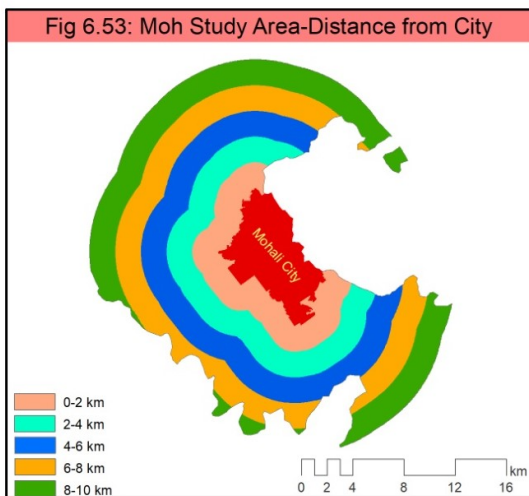 Fig 6.53: Moh Study Area-Distance from City
Mohali City
0-2 km
2-4 km
4-6 km
6-8 km
8-10 km
km
0 2 4 8 12 16